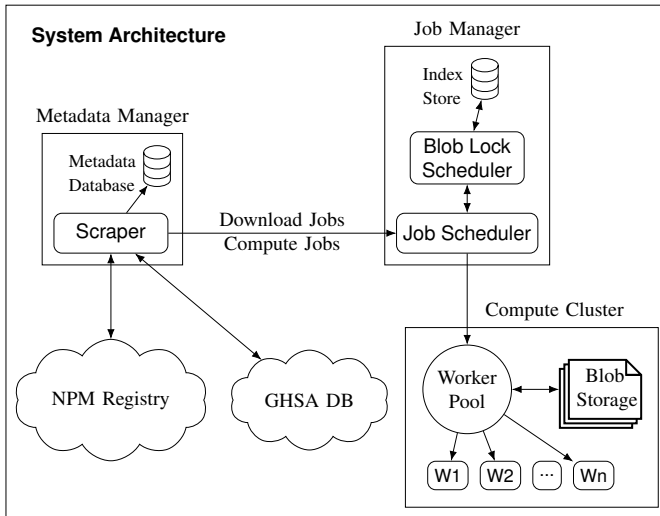 System Architecture
Job Manager
Index
Store
Metadata Manager
Metadata
Database
Blob Lock
Scheduler
Scraper
Download Jobs
Compute Jobs
Job Scheduler
Compute Cluster
NPM Registry
GHSA DB
Worker
Pool
Blob
Storage
W1
W2
...
Wn